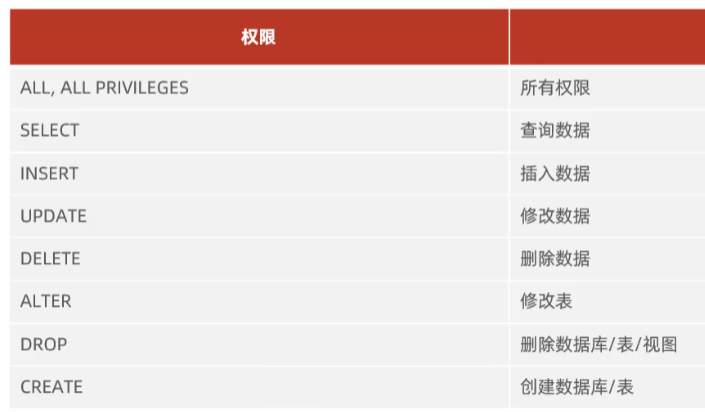 权限
ALL, ALL PRIVILEGES 所有权限
SELECT 查询数据
INSERT 插入数据
UPDATE 修改数据
DELETE 删除数据
ALTER 修改表
DROP 删除数据库/表/视图
CREATE 创建数据库/表